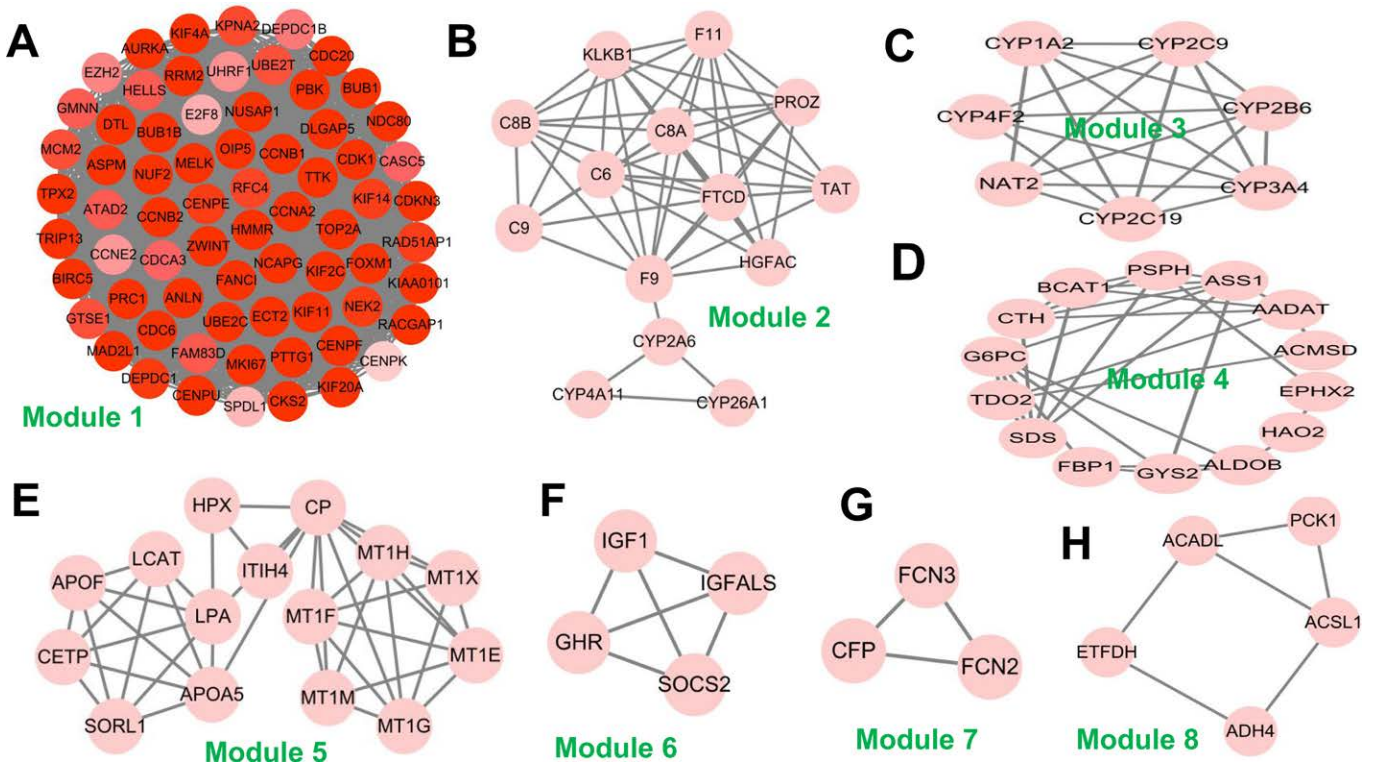 A
KPNA2
DEPDC1B
KIF4A
AURKA
CDC20
EZH2
RRM2
UHRF1
UBE2T
HELLS
PBK
BUB1
GMNN
E2F8
NUSAP1
DTL
BUB1B
DLGAP5
NDC80
MCM2
OIP5
CCNB1
ASPM
NUF2
MELK
CDK1
CASC5
TTK
TPX2
RFC4
ATAD2
CENPE
KIF14
CDKN3
CCNB2
CCNA2
TRIP13
HMMR
TOP2A
ZWINT
RAD51AP1
CCNE2
CDCA3
NCAPG
FOXM1
BIRC5
FANCI
KIF2C
KIAA0101
PRC1
ANLN
GTSE1
NEK2
CDC6
UBE2C
ECT2
KIF11
RACGAP1
MAD2L1
FAM83D
CENPF
MKI67
PTTG1
CENPK
DEPDC1
CENPU
KIF20A
SPDL1
CKS2
Module 1
B
F11
KLKB1
PROZ
C8B
C8A
C6
TAT
FTCD
C9
HGFAC
F9
Module 2
CYP2A6
CYP4A11
CYP26A1
C
CYP1A2
CYP2C9
CYP2B6
CYP4F2
Module 3
NAT2
CYP3A4
CYP2C19
D
PSPH
ASS1
BCAT1
AADAT
CTH
ACMSD
G6PC
Module 4
EPHX2
TDO2
HAO2
SDS
ALDOB
FBP1
GYS2
E
HPX
CP
LCAT
MT1H
APOF
ITIH4
MT1X
LPA
MT1F
CETP
MT1E
APOA5
MT1M
SORL1
MT1G
Module 5
F
IGF1
IGFALS
GHR
SOCS2
Module 6
G
FCN3
CFP
FCN2
Module 7
H
PCK1
ACADL
ACSL1
ETFDH
ADH4
Module 8